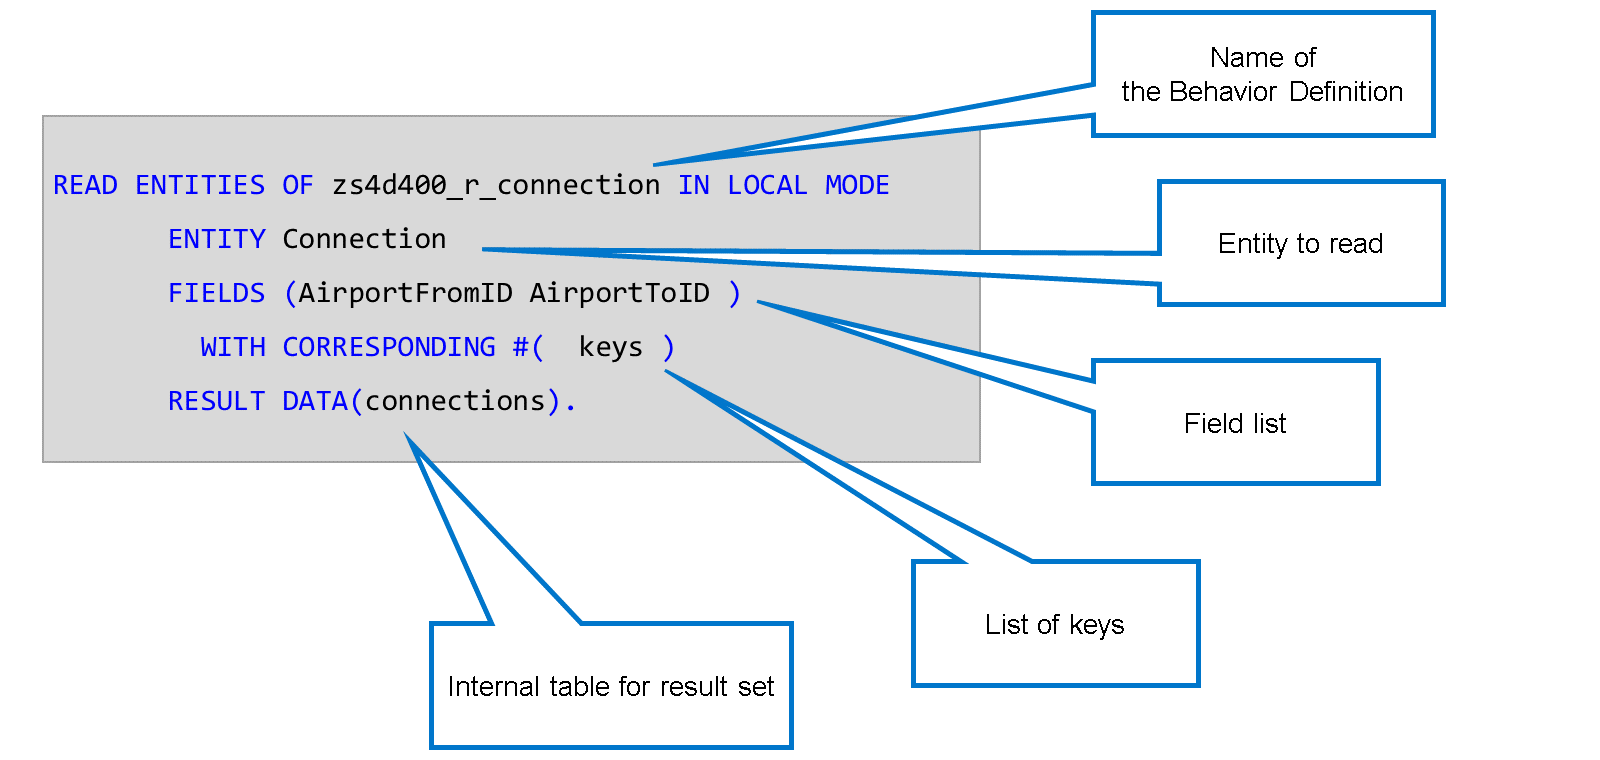 Name of
the Behavior Definition
READ ENTITIES OF zs4d400_r_connection IN LOCAL MODE
ENTITY Connection
Entity to read
FIELDS (AirportFromID AirportToID )
WITH CORRESPONDING #( keys )
RESULT DATA(connections).
Field list
List of keys
Internal table for result set